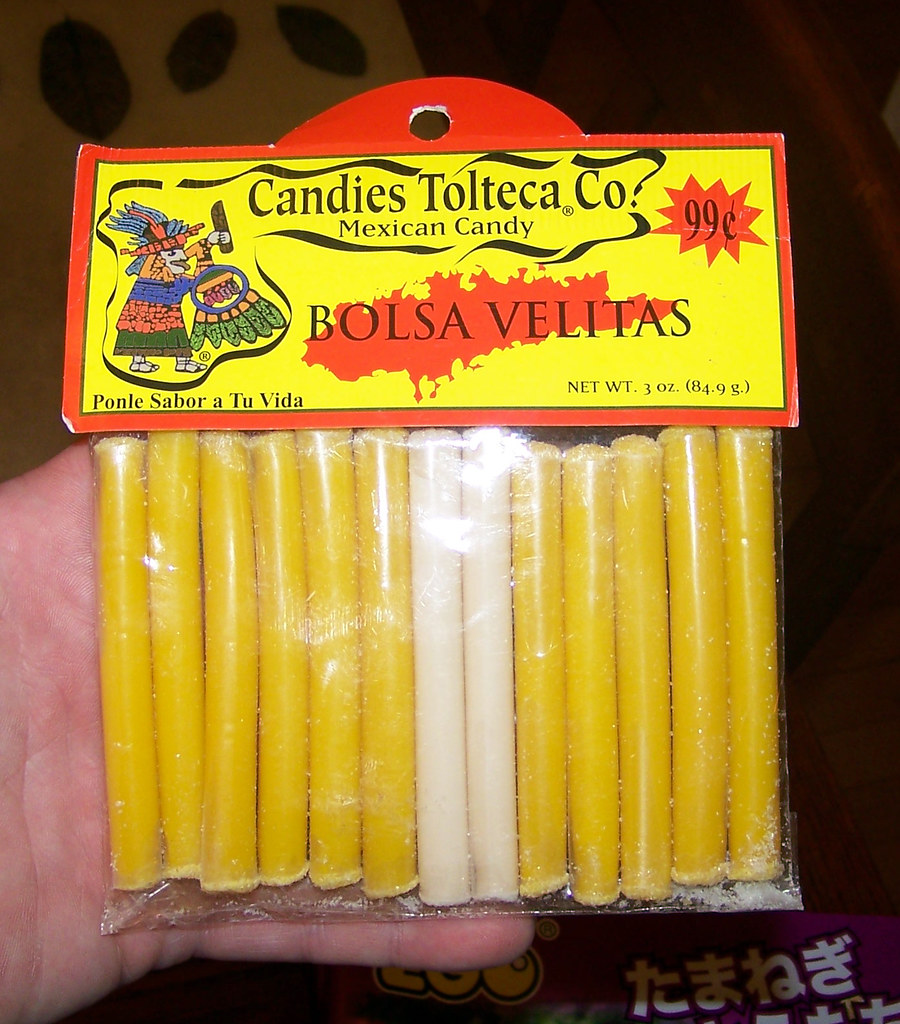 Candies Tolteca® Co.
Mexican Candy
99¢
BOLSA VELITAS
®
NET WT. 3 oz. (84.9 g.)
Ponle Sabor a Tu Vida
®
たまねぎ